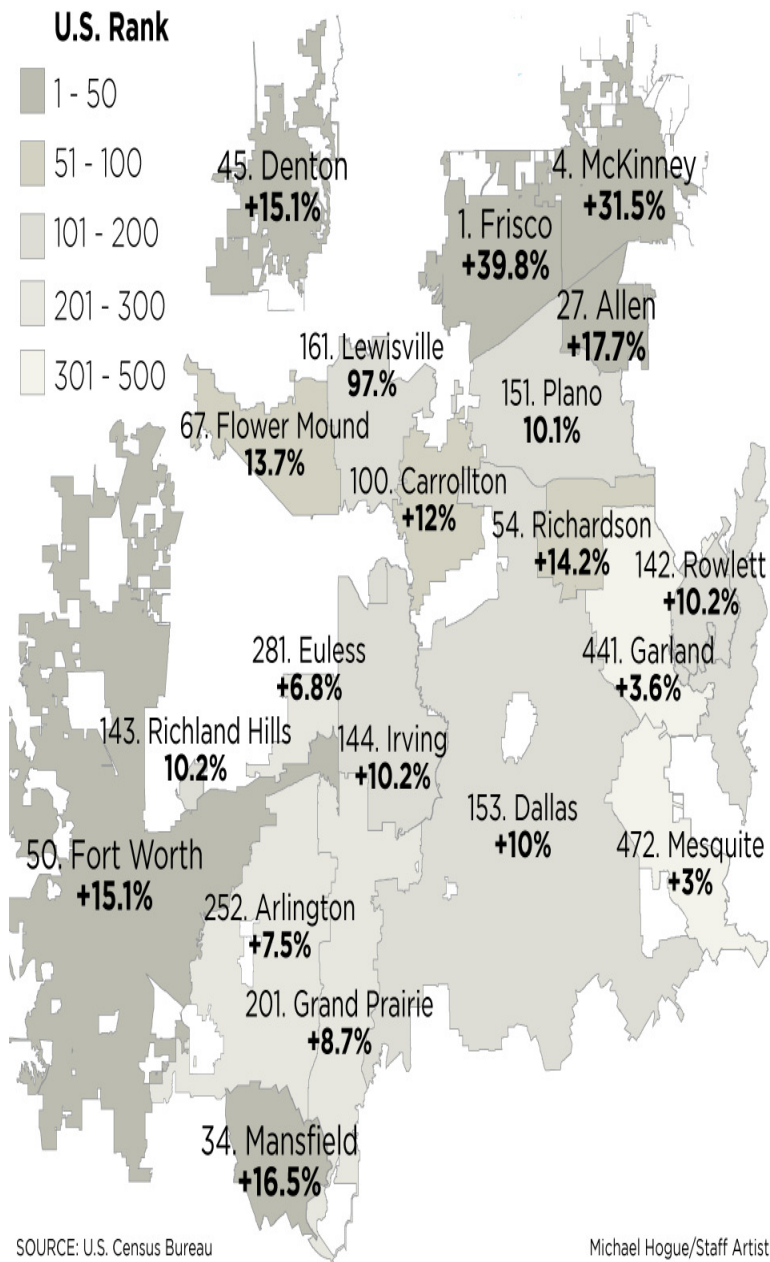 U.S. Rank
1 - 50
51 - 100
101 - 200
201 - 300
301 - 500
45. Denton
+15.1%
4. McKinney
+31.5%
1. Frisco
+39.8%
27. Allen
+17.7%
161. Lewisville
97.%
151. Plano
10.1%
67. Flower Mound
13.7%
100. Carrollton
+12%
54. Richardson
+14.2%
142. Rowlett
+10.2%
281. Euless
+6.8%
441. Garland
+3.6%
143. Richland Hills
10.2%
144. Irving
+10.2%
153. Dallas
+10%
472. Mesquite
+3%
50. Fort Worth
+15.1%
252. Arlington
+7.5%
201. Grand Prairie
+8.7%
34. Mansfield
+16.5%
SOURCE: U.S. Census Bureau
Michael Hogue/Staff Artist